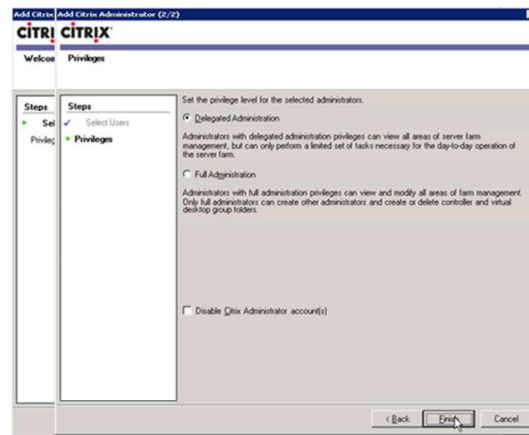 Add Citrix
Add Citrix Administrator (2/2)
CITRI
CITRIX
Welcom
Privileges
Steps
Sel
Privileg
Steps
Select Users
Privileges
Set the privilege level for the selected administrators.
Delegated Administration
Administrators with delegated administration privileges can view all areas of server farm
management, but can only perform a limited set of tasks necessary for the day-to-day operation of
the server farm.
Full Administration
Administrators with full administration privileges can view and modify all areas of farm management.
Only full administrators can create other administrators and create or delete controller and virtual
desktop group folders.
Disable Citrix Administrator account(s)
< Back
Finish
Cancel